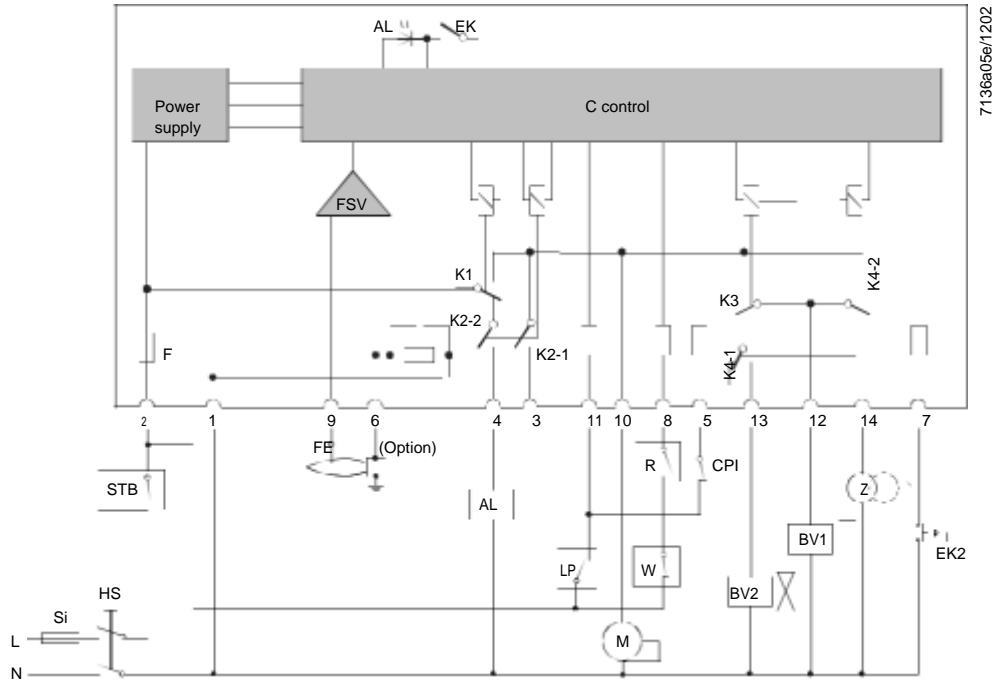 7136a05e/1202
AL
EK
Power
supply
C control
FSV
K1
K2-2
K2-1
K3
K4-2
K4-1
F
2
1
9
6
4
3
11
10
8
5
13
12
14
7
FE
(Option)
STB
AL
R
CPI
Z
BV1
EK2
LP
W
BV2
HS
Si
M
L
N